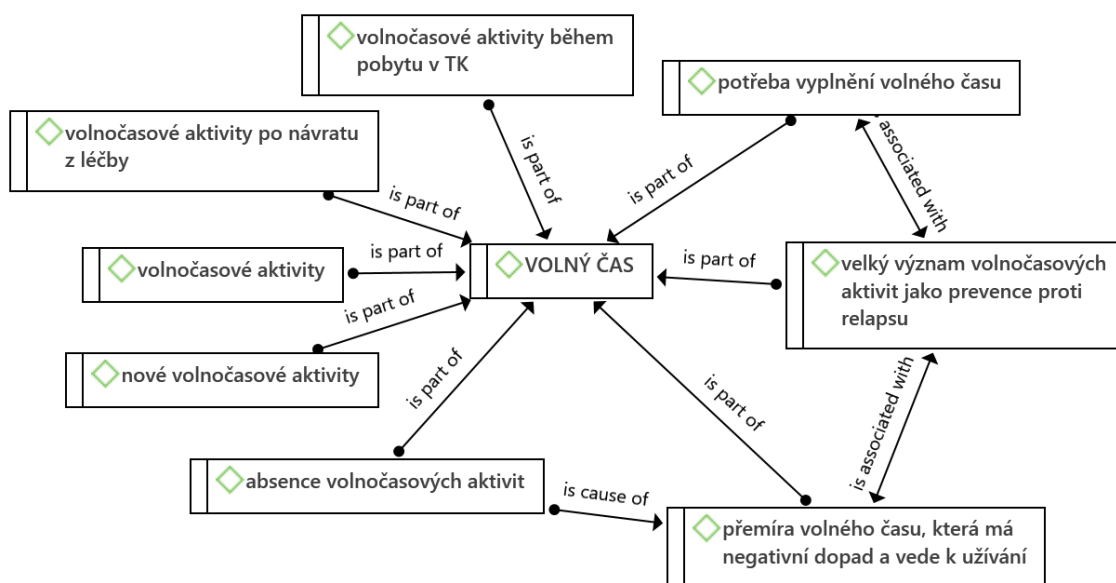 volnočasové aktivity během
pobytu v TK
potřeba vyplnění volného času
volnočasové aktivity po návratu
z léčby
is part of
is part of
is associated with
is part of
volnočasové aktivity
is part of
VOLNÝ ČAS
is part of
velký význam volnočasových
aktivit jako prevence proti
relapsu
is part of
nové volnočasové aktivity
is part of
is part of
is associated with
absence volnočasových aktivit
is cause of
přemíra volného času, která má
negativní dopad a vede k užívání